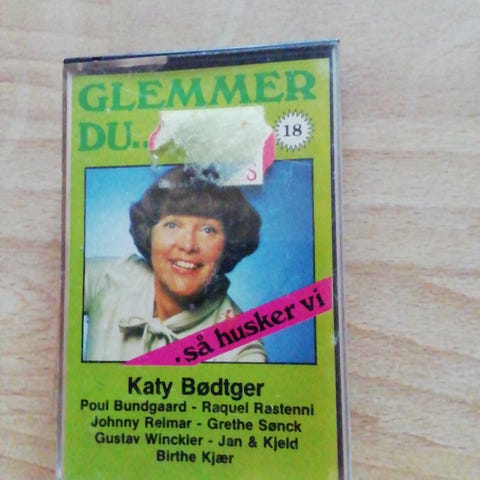 GLEMMER
DU..
18
S
. så husker vi
Katy Bødtger
Poul Bundgaard - Raquel Rastenni
Johnny Reimar - Grethe Sønck
Gustav Winckler - Jan & Kjeld
Birthe Kjær